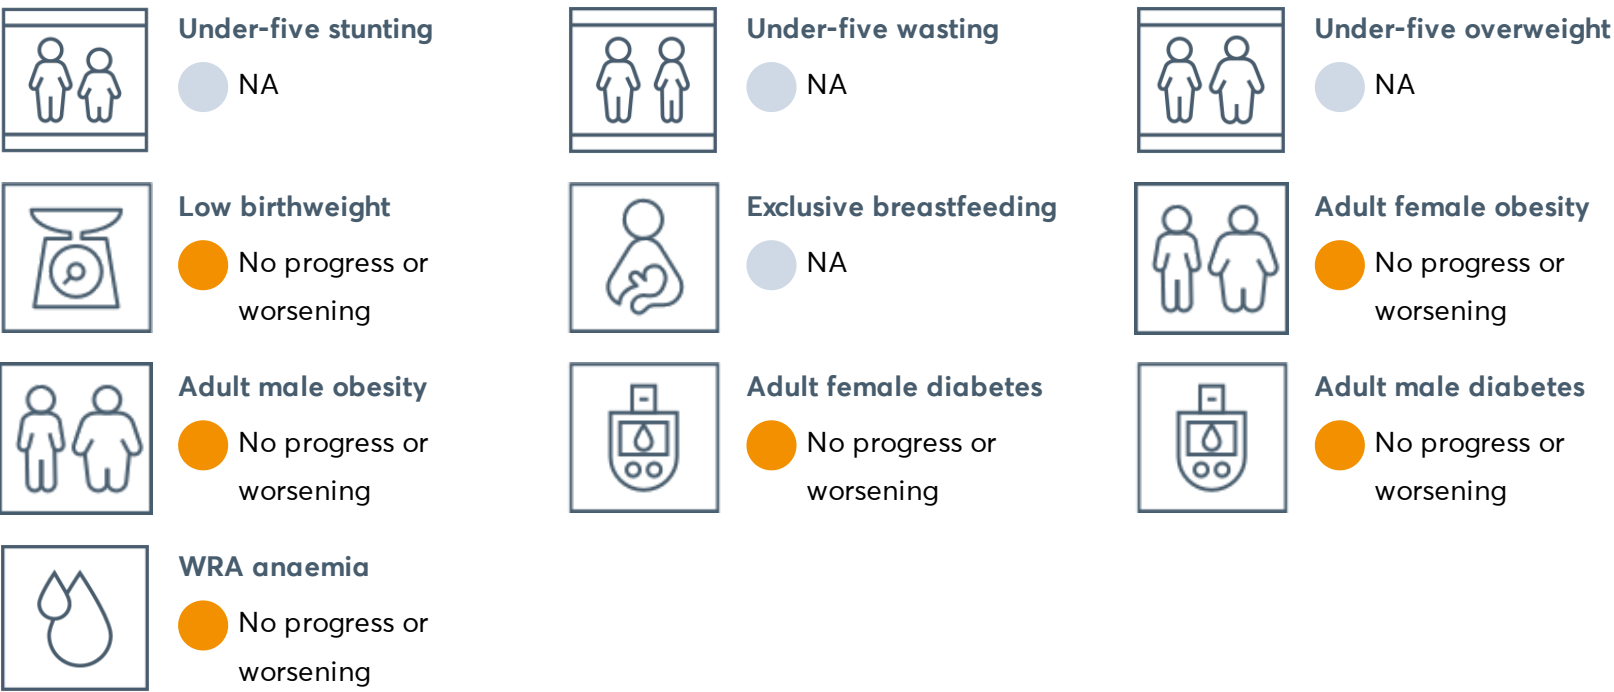 Under-five stunting
NA
Under-five wasting
NA
Under-five overweight
NA
Low birthweight
No progress or
worsening
Exclusive breastfeeding
NA
Adult female obesity
No progress or
worsening
Adult male obesity
No progress or
worsening
Adult female diabetes
No progress or
worsening
Adult male diabetes
No progress or
worsening
WRA anaemia
No progress or
worsening